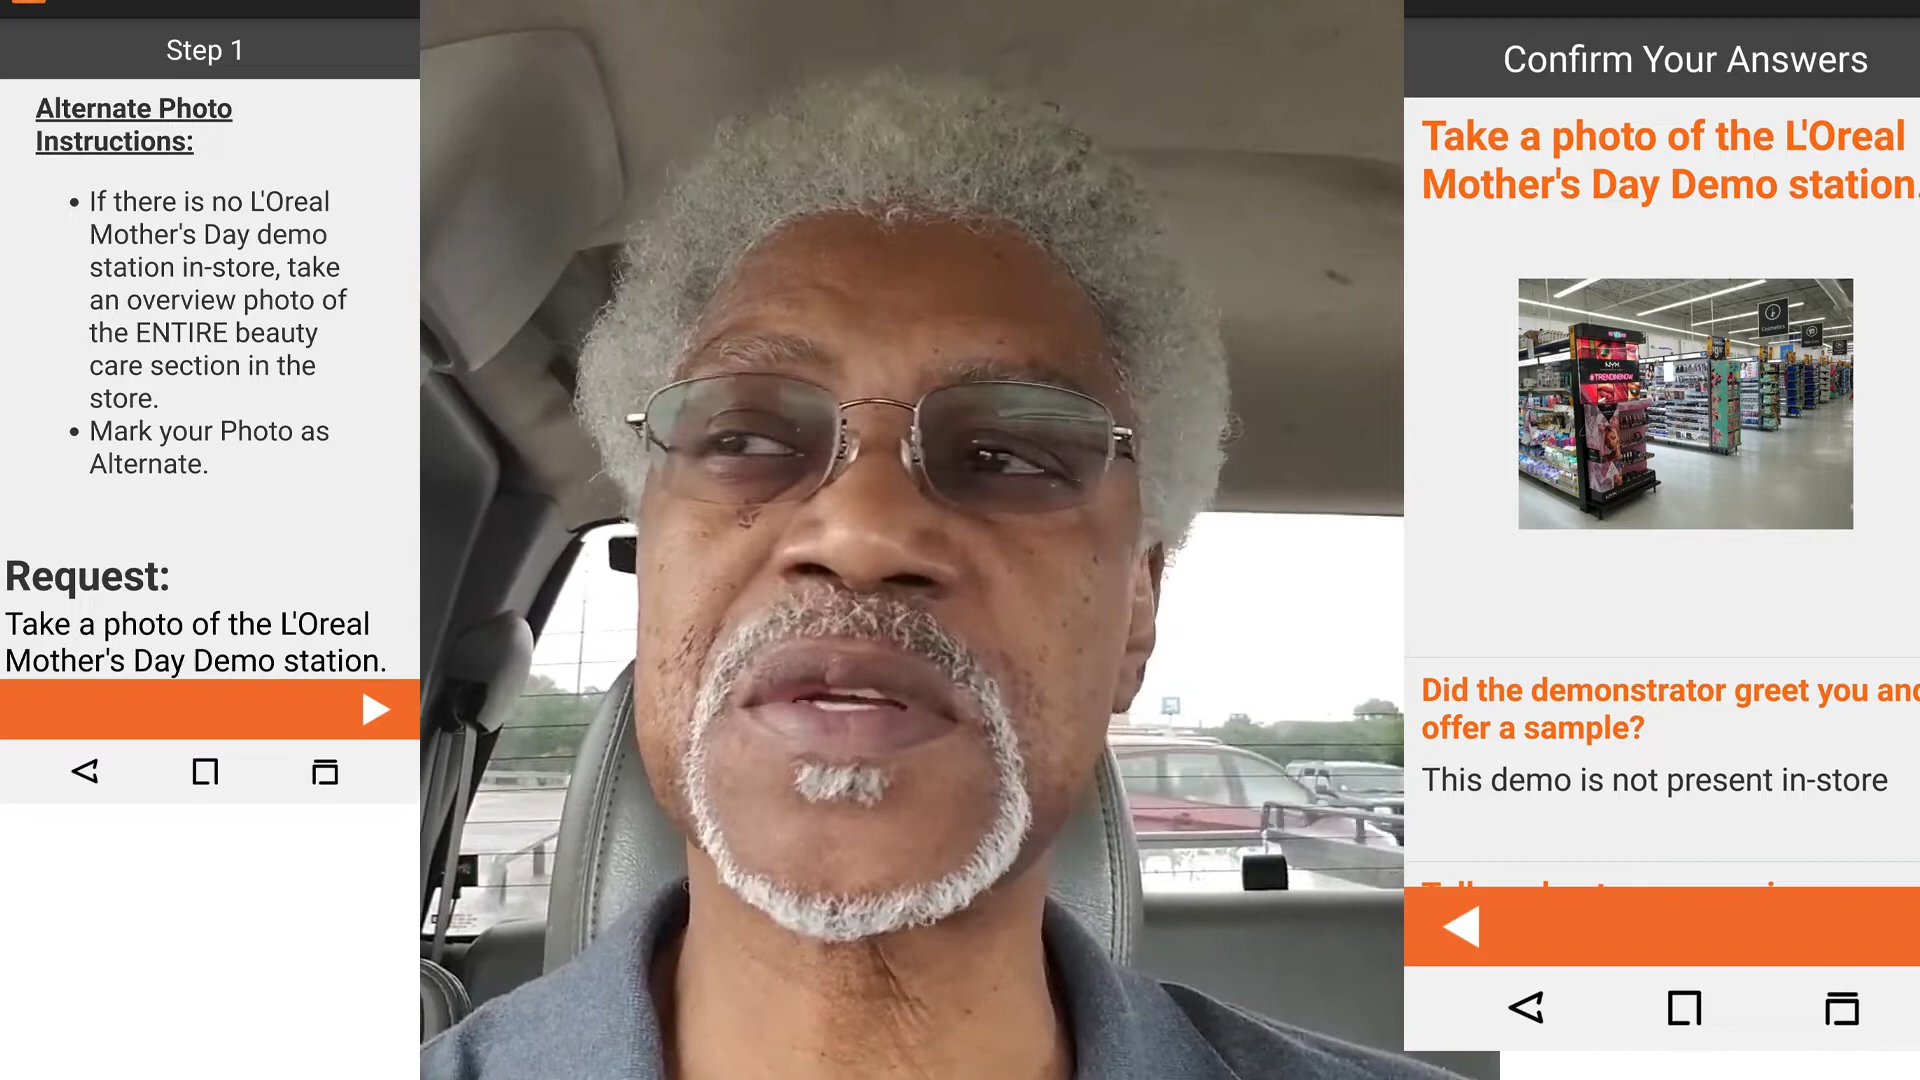 Step 1
Alternate Photo
Instructions:
• If there is no L'Oreal
Mother's Day demo
station in-store, take
an overview photo of
the ENTIRE beauty
care section in the
store.
• Mark your Photo as
Alternate.
Request:
Take a photo of the L'Oreal
Mother's Day Demo station.
Confirm Your Answers
Take a photo of the L'Oreal
Mother's Day Demo station.
Cosmetics
NYX
#TRENDINGNOW
Did the demonstrator greet you and
offer a sample?
This demo is not present in-store